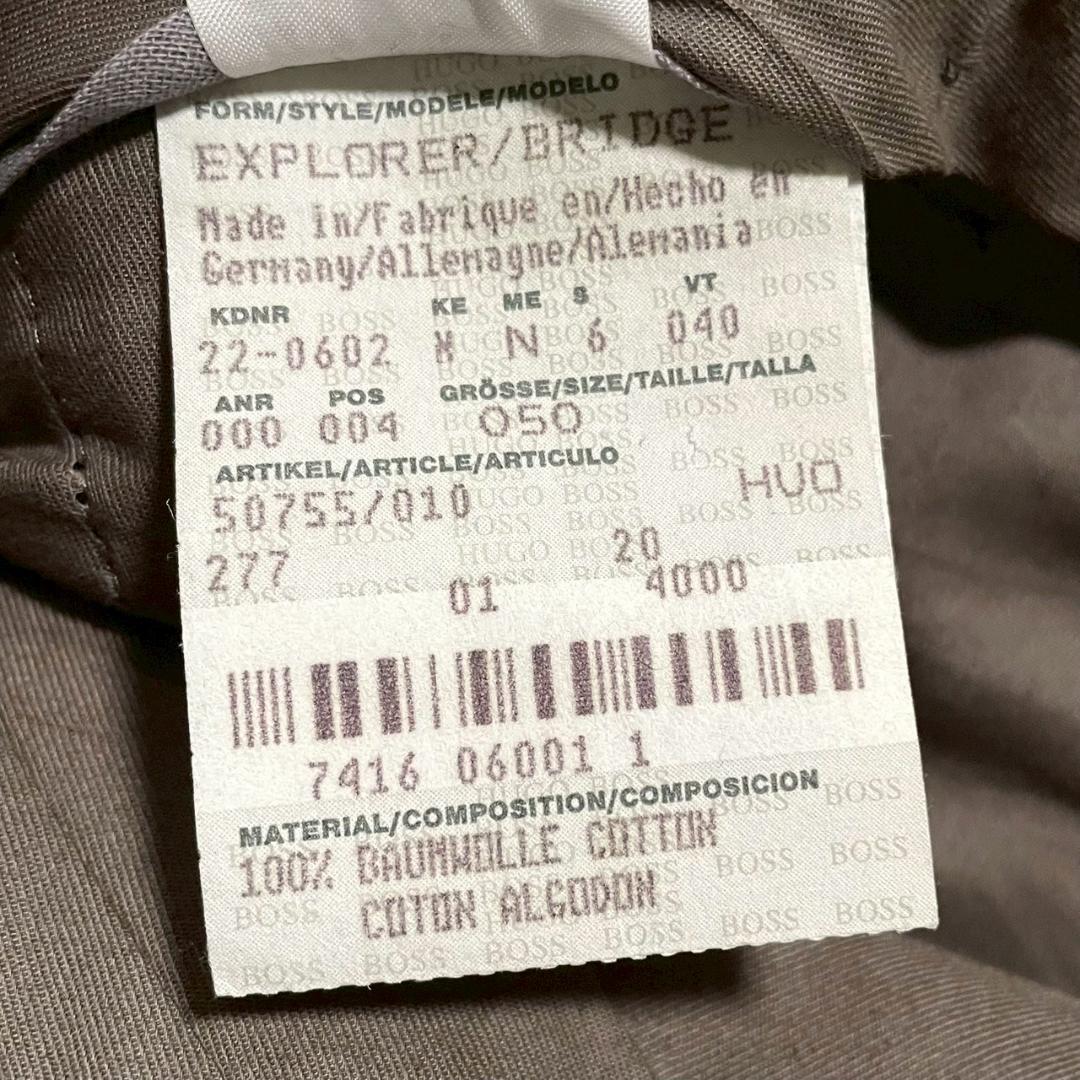 FORM/STYLE/MODELE/MODELO
EXPLORER/BRIDGE
Made in/Fabrique en/Hecho en
Germany/Allemagne/Alemania
KDNR KE ME S VT
22-0602 X N 6 040
ANR POS GRÖSSE/SIZE/TAILLE/TALLA
000 004 050
ARTIKEL/ARTICLE/ARTICULO
50755/010 HUO
277 20
01 4000
7416 06001 1
MATERIAL/COMPOSITION/COMPOSICION
100% BAUMWOLLE COTTON
COTON ALGODON